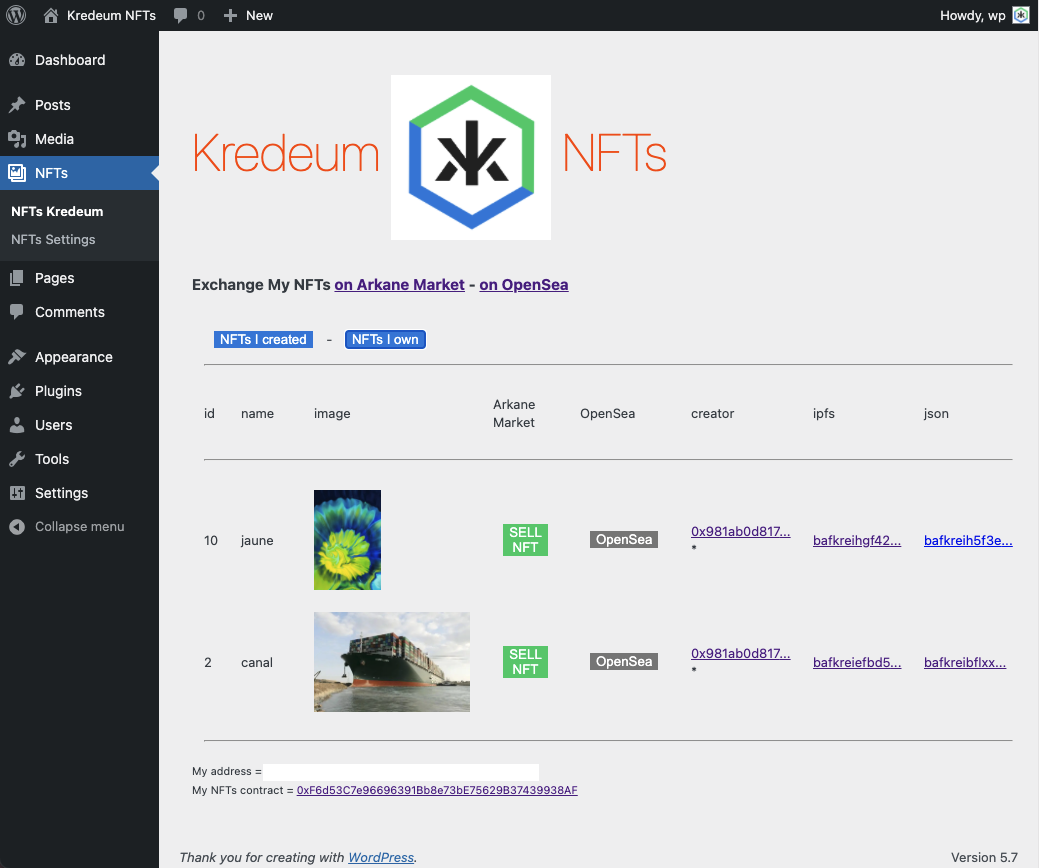 Kredeum NFTs
0
New
Howdy, wp
Dashboard
Posts
Media
NFTs
NFTs Kredeum
NFTs Settings
Pages
Comments
Appearance
Plugins
Users
Tools
Settings
Collapse menu
Kredeum NFTs
Exchange My NFTs on Arkane Market - on OpenSea
NFTs I created - NFTs I own
id name image Arkane Market OpenSea creator ipfs json
10 jaune SELL NFT OpenSea 0x981ab0d817... * bafkreihgf42... bafkreih5f3e...
2 canal SELL NFT OpenSea 0x981ab0d817... * bafkreiefbd5... bafkreibflxx...
My address =
My NFTs contract = 0xF6d53C7e96696391Bb8e73bE75629B37439938AF
Thank you for creating with WordPress.
Version 5.7